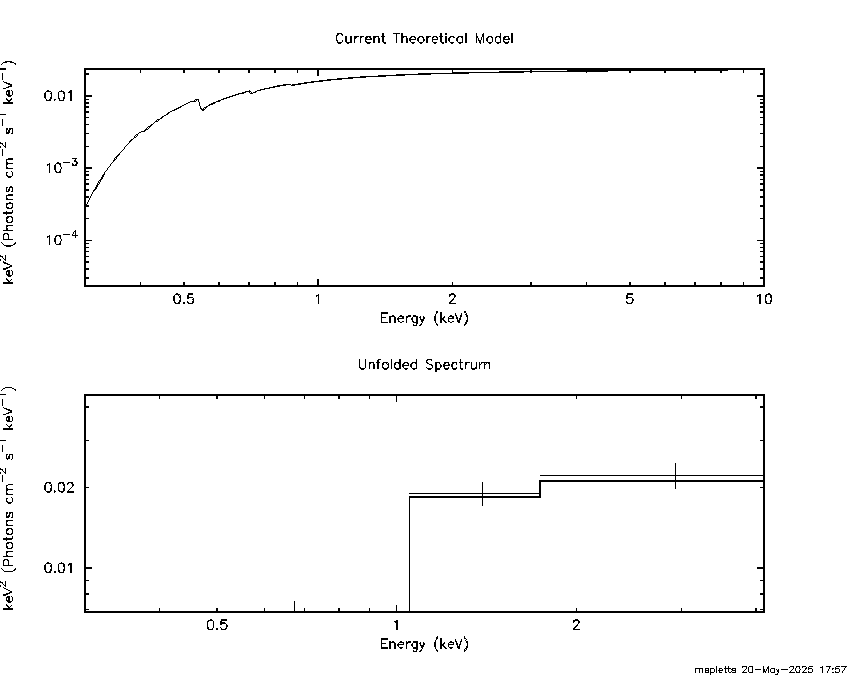 Current Theoretical Model
keV² (Photons cm⁻² s⁻¹ keV⁻¹)
0.01
10⁻³
10⁻⁴
0.5 1 2 5 10
Energy (keV)
Unfolded Spectrum
keV² (Photons cm⁻² s⁻¹ keV⁻¹)
0.02
0.01
0.5 1 2
Energy (keV)
mapletta 20-May-2025 17:57